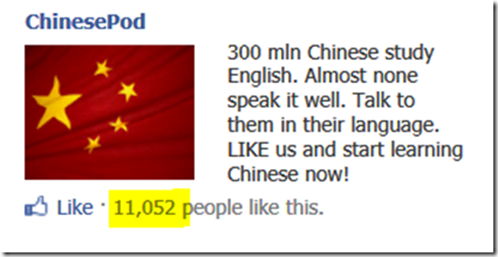 ChinesePod
300 mln Chinese study
English. Almost none
speak it well. Talk to
them in their language.
LIKE us and start learning
Chinese now!
Like · 11,052 people like this.